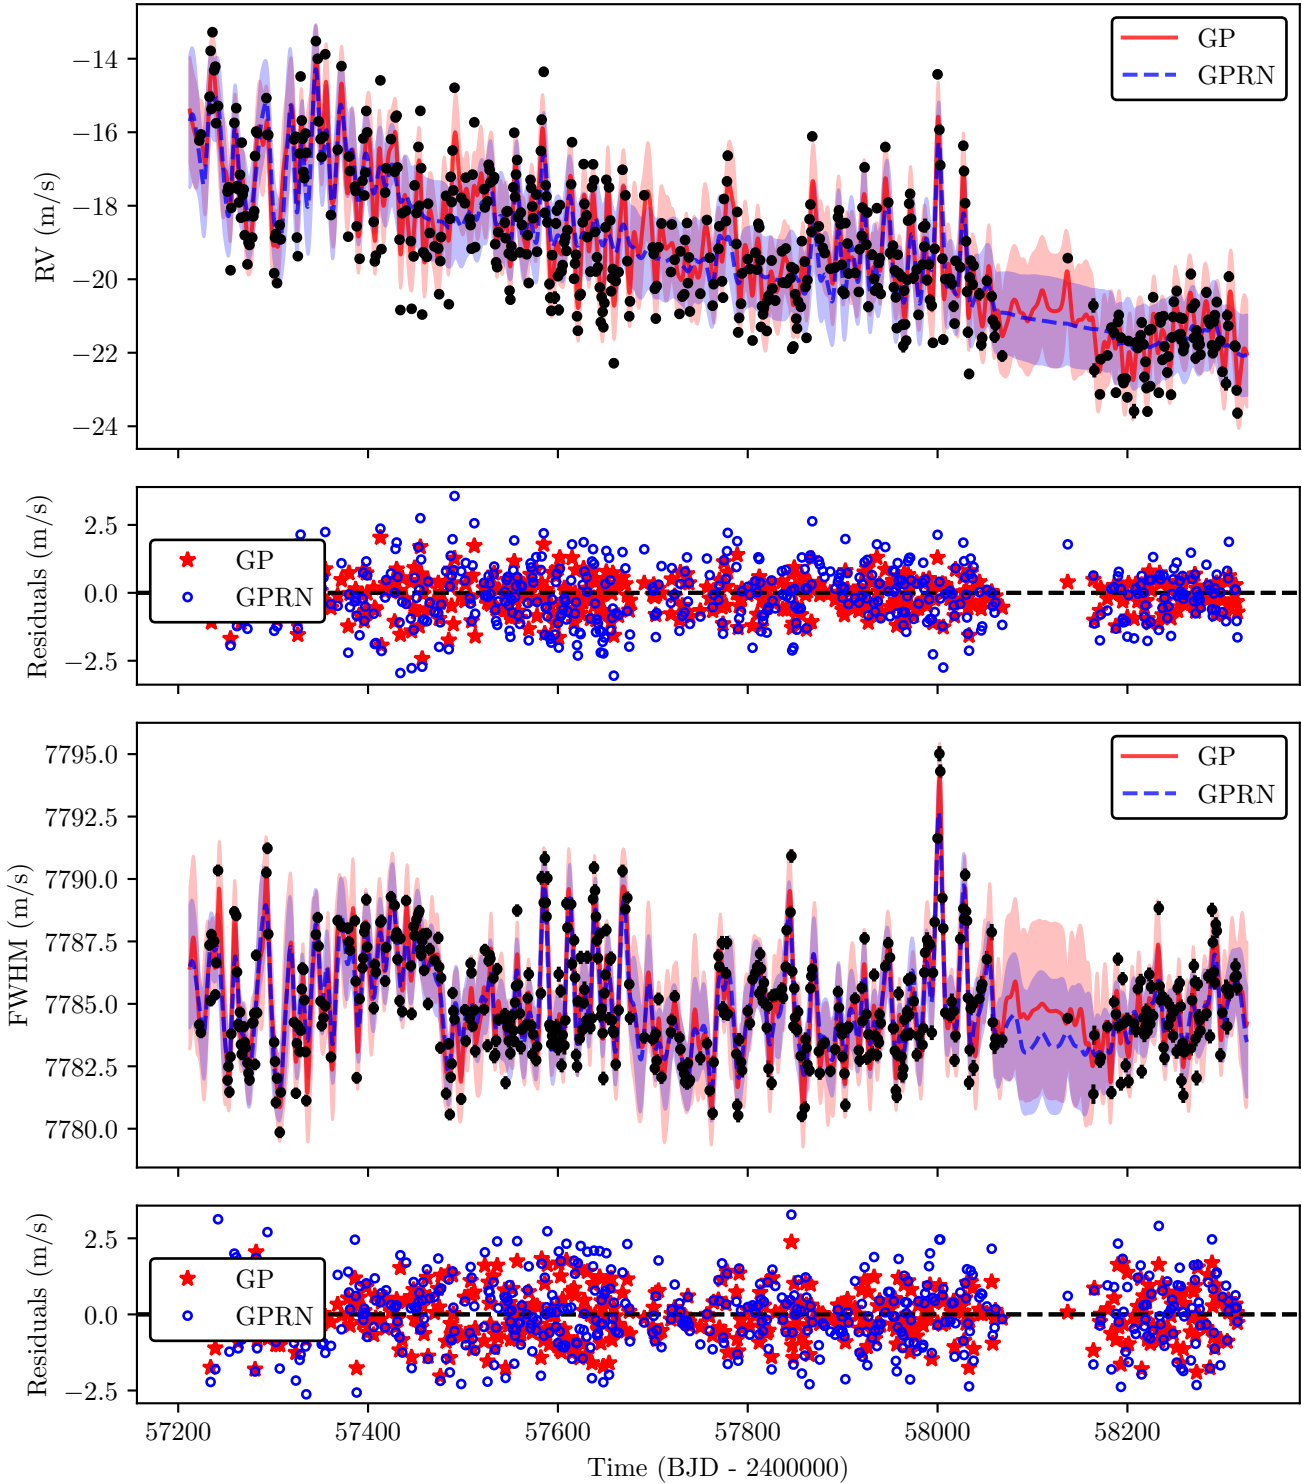 RV (m/s)
−14
−16
−18
−20
−22
−24
GP
GPRN
Residuals (m/s)
2.5
0.0
−2.5
GP
GPRN
FWHM (m/s)
7795.0
7792.5
7790.0
7787.5
7785.0
7782.5
7780.0
GP
GPRN
Residuals (m/s)
2.5
0.0
−2.5
GP
GPRN
57200 57400 57600 57800 58000 58200
Time (BJD - 2400000)